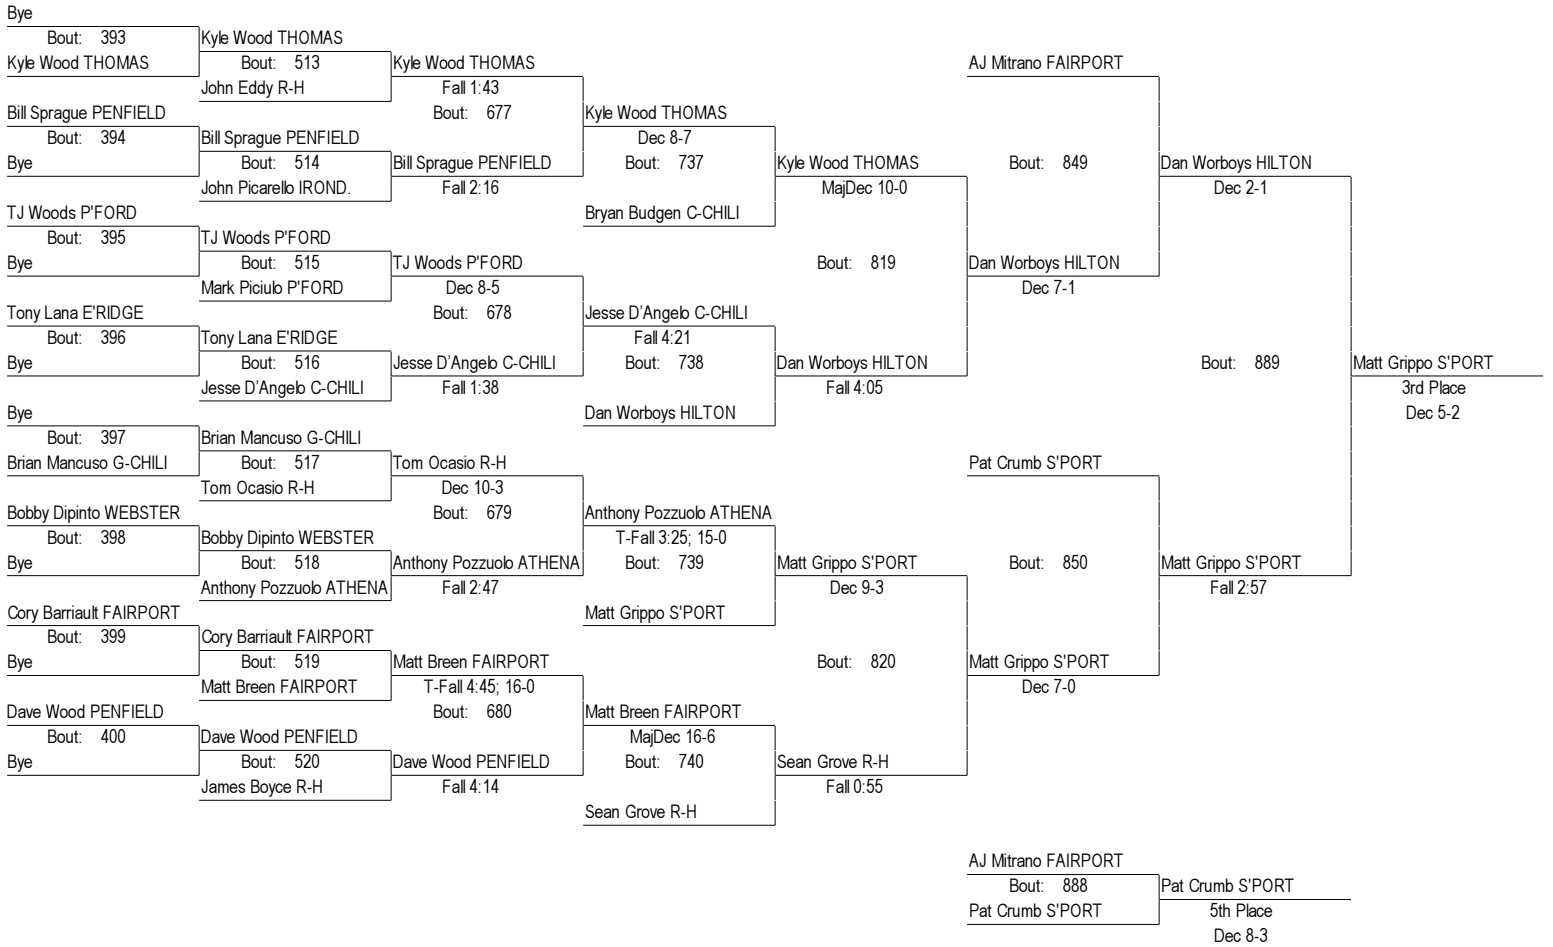 Bye
Bout: 393 Kyle Wood THOMAS
Kyle Wood THOMAS Bout: 513 Kyle Wood THOMAS AJ Mitrano FAIRPORT
John Eddy R-H Fall 1:43
Bill Sprague PENFIELD Bout: 677 Kyle Wood THOMAS
Bout: 394 Bill Sprague PENFIELD Dec 8-7
Bye Bout: 514 Bill Sprague PENFIELD Bout: 737 Kyle Wood THOMAS Bout: 849 Dan Worboys HILTON
John Picarello IROND. Fall 2:16 MajDec 10-0 Dec 2-1
TJ Woods P'FORD Bryan Budgen C-CHILI
Bout: 395 TJ Woods P'FORD
Bye Bout: 515 TJ Woods P'FORD Bout: 819 Dan Worboys HILTON
Mark Piciulo P'FORD Dec 8-5 Dec 7-1
Tony Lana E'RIDGE Bout: 678 Jesse D’Angelo C-CHILI
Bout: 396 Tony Lana E'RIDGE Fall 4:21
Bye Bout: 516 Jesse D’Angelo C-CHILI Bout: 738 Dan Worboys HILTON Bout: 889 Matt Grippo S'PORT
Jesse D’Angelo C-CHILI Fall 1:38 Fall 4:05 3rd Place
Bye Dan Worboys HILTON Dec 5-2
Bout: 397 Brian Mancuso G-CHILI
Brian Mancuso G-CHILI Bout: 517 Tom Ocasio R-H Pat Crumb S'PORT
Tom Ocasio R-H Dec 10-3
Bobby Dipinto WEBSTER Bout: 679 Anthony Pozzuolo ATHENA
Bout: 398 Bobby Dipinto WEBSTER T-Fall 3:25; 15-0
Bye Bout: 518 Anthony Pozzuolo ATHENA Bout: 739 Matt Grippo S'PORT Bout: 850 Matt Grippo S'PORT
Anthony Pozzuolo ATHENA Fall 2:47 Dec 9-3 Fall 2:57
Cory Barriault FAIRPORT Matt Grippo S'PORT
Bout: 399 Cory Barriault FAIRPORT
Bye Bout: 519 Matt Breen FAIRPORT Bout: 820 Matt Grippo S'PORT
Matt Breen FAIRPORT T-Fall 4:45; 16-0 Dec 7-0
Dave Wood PENFIELD Bout: 680 Matt Breen FAIRPORT
Bout: 400 Dave Wood PENFIELD MajDec 16-6
Bye Bout: 520 Dave Wood PENFIELD Bout: 740 Sean Grove R-H
James Boyce R-H Fall 4:14 Fall 0:55
Sean Grove R-H
AJ Mitrano FAIRPORT
Bout: 888 Pat Crumb S'PORT
Pat Crumb S'PORT 5th Place
Dec 8-3